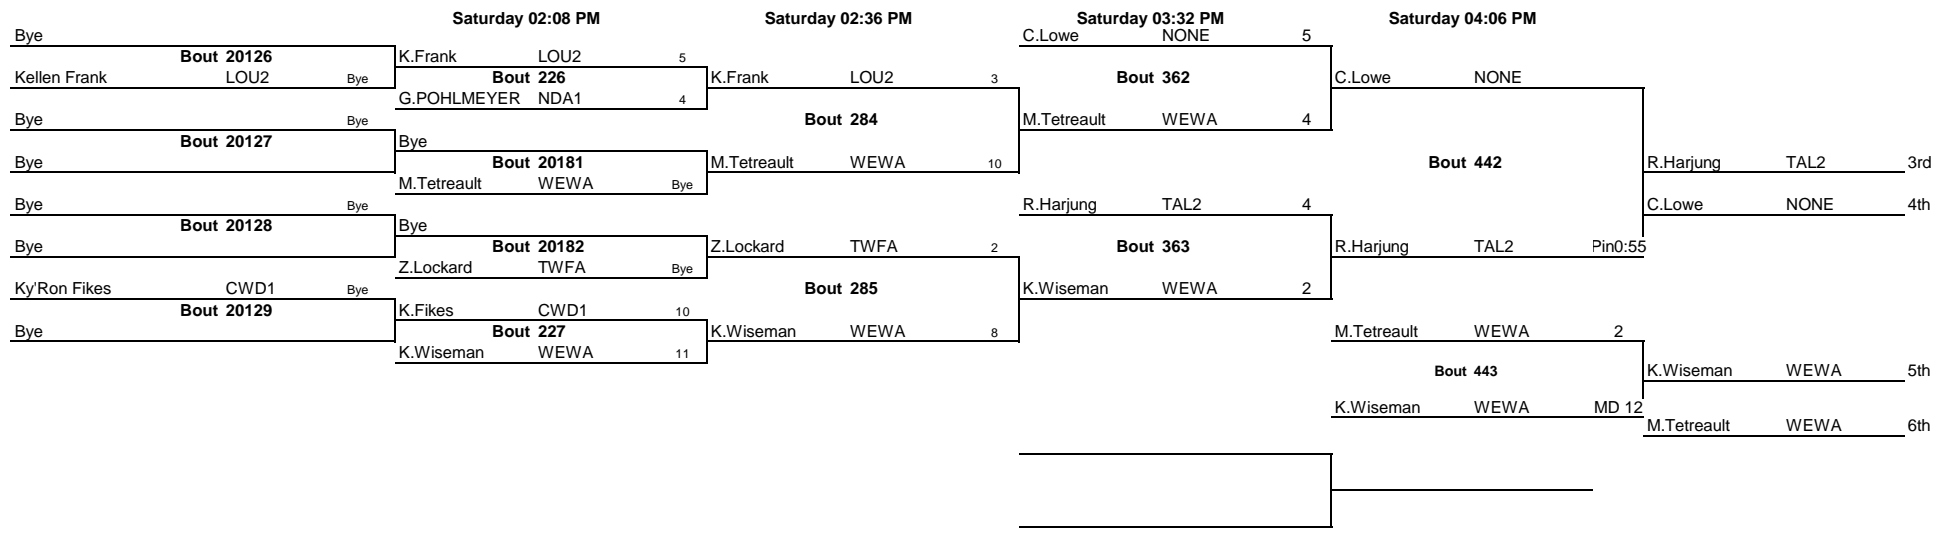 Saturday 02:08 PM Saturday 02:36 PM Saturday 03:32 PM Saturday 04:06 PM
Bye C.Lowe NONE 5
Bout 20126 K.Frank LOU2 5
Kellen Frank LOU2 Bye Bout 226 K.Frank LOU2 3 Bout 362 C.Lowe NONE
G.POHLMEYER NDA1 4
Bye Bye Bout 284 M.Tetreault WEWA 4
Bout 20127 Bye
Bye Bout 20181 M.Tetreault WEWA 10 Bout 442 R.Harjung TAL2 3rd
M.Tetreault WEWA Bye
Bye Bye R.Harjung TAL2 4 C.Lowe NONE 4th
Bout 20128 Bye
Bye Bout 20182 Z.Lockard TWFA 2 Bout 363 R.Harjung TAL2 Pin0:55
Z.Lockard TWFA Bye
Ky'Ron Fikes CWD1 Bye Bout 285 K.Wiseman WEWA 2
Bout 20129 K.Fikes CWD1 10
Bye Bout 227 K.Wiseman WEWA 8 M.Tetreault WEWA 2
K.Wiseman WEWA 11
Bout 443 K.Wiseman WEWA 5th
K.Wiseman WEWA MD 12
M.Tetreault WEWA 6th